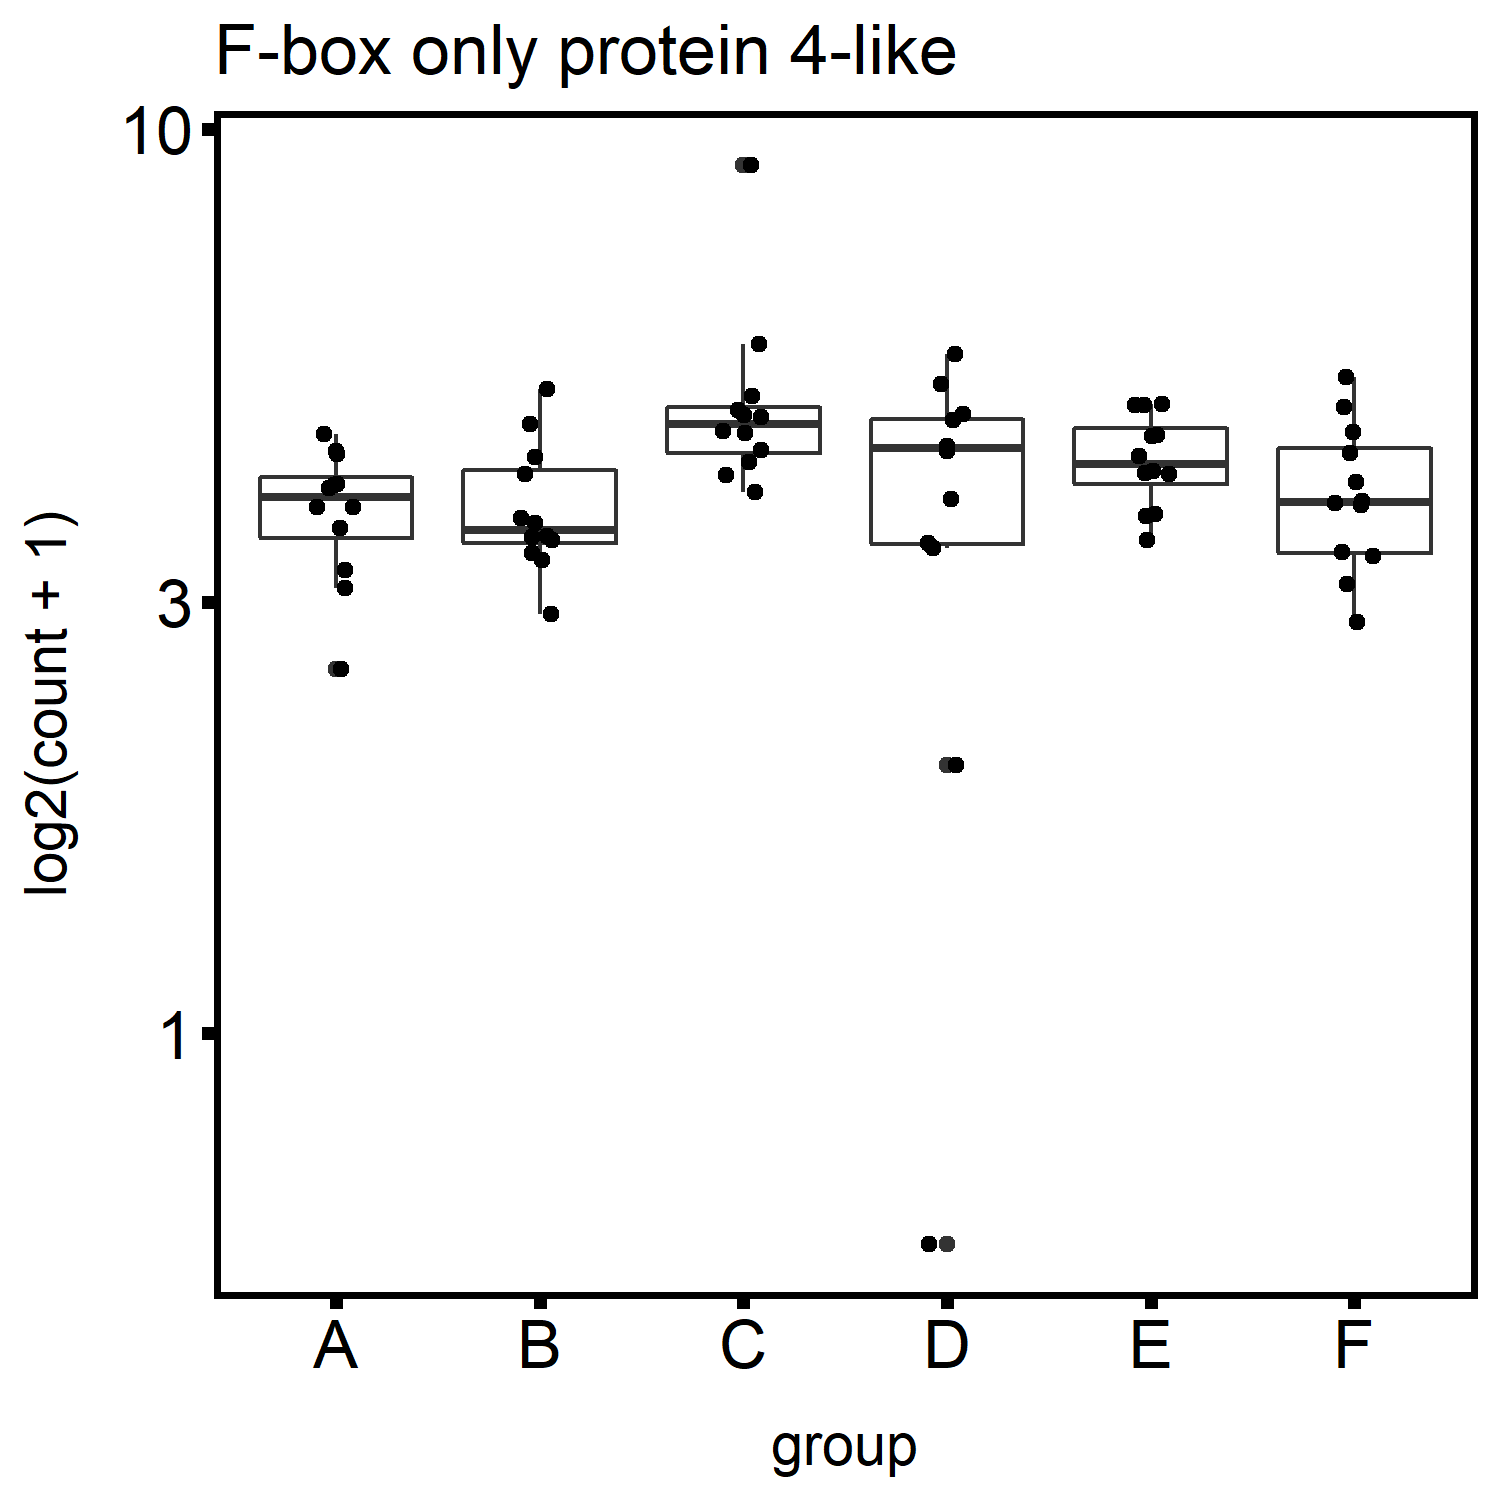 F-box only protein 4-like
10
3
1
log2(count + 1)
A B C D E F
group